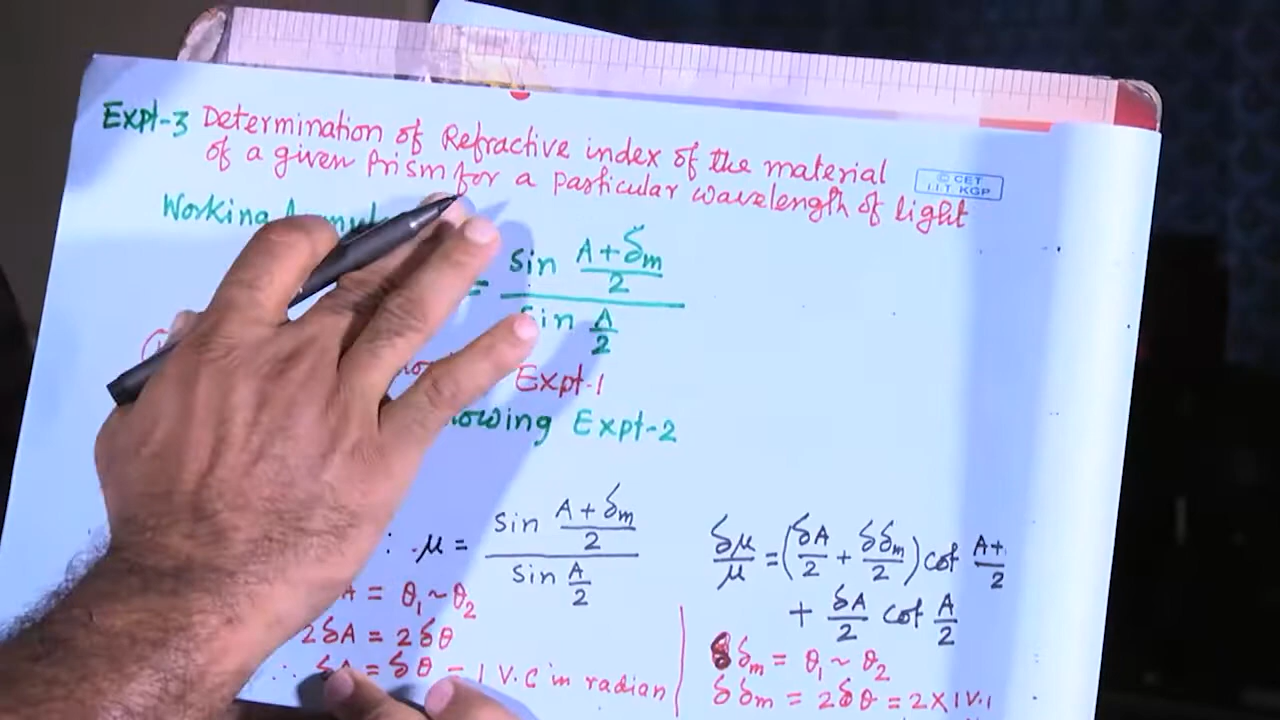 Expt-3 Determination of Refractive index of the material
of a given Prism for a particular wavelength of light
© CET
I.I.T. KGP
Working
= sin (A+δm)/2 / sin A/2
Expt-1
Expt-2
μ = sin (A+δm)/2 / sin A/2
A = θ₁ ~ θ₂
2δA = 2δθ
∴ δA = δθ = 1 V.C in radian
δμ/μ = (δA/2 + δδm/2) cot A+/2
+ δA/2 cot A/2
δm = θ₁ ~ θ₂
δδm = 2δθ = 2×1V.